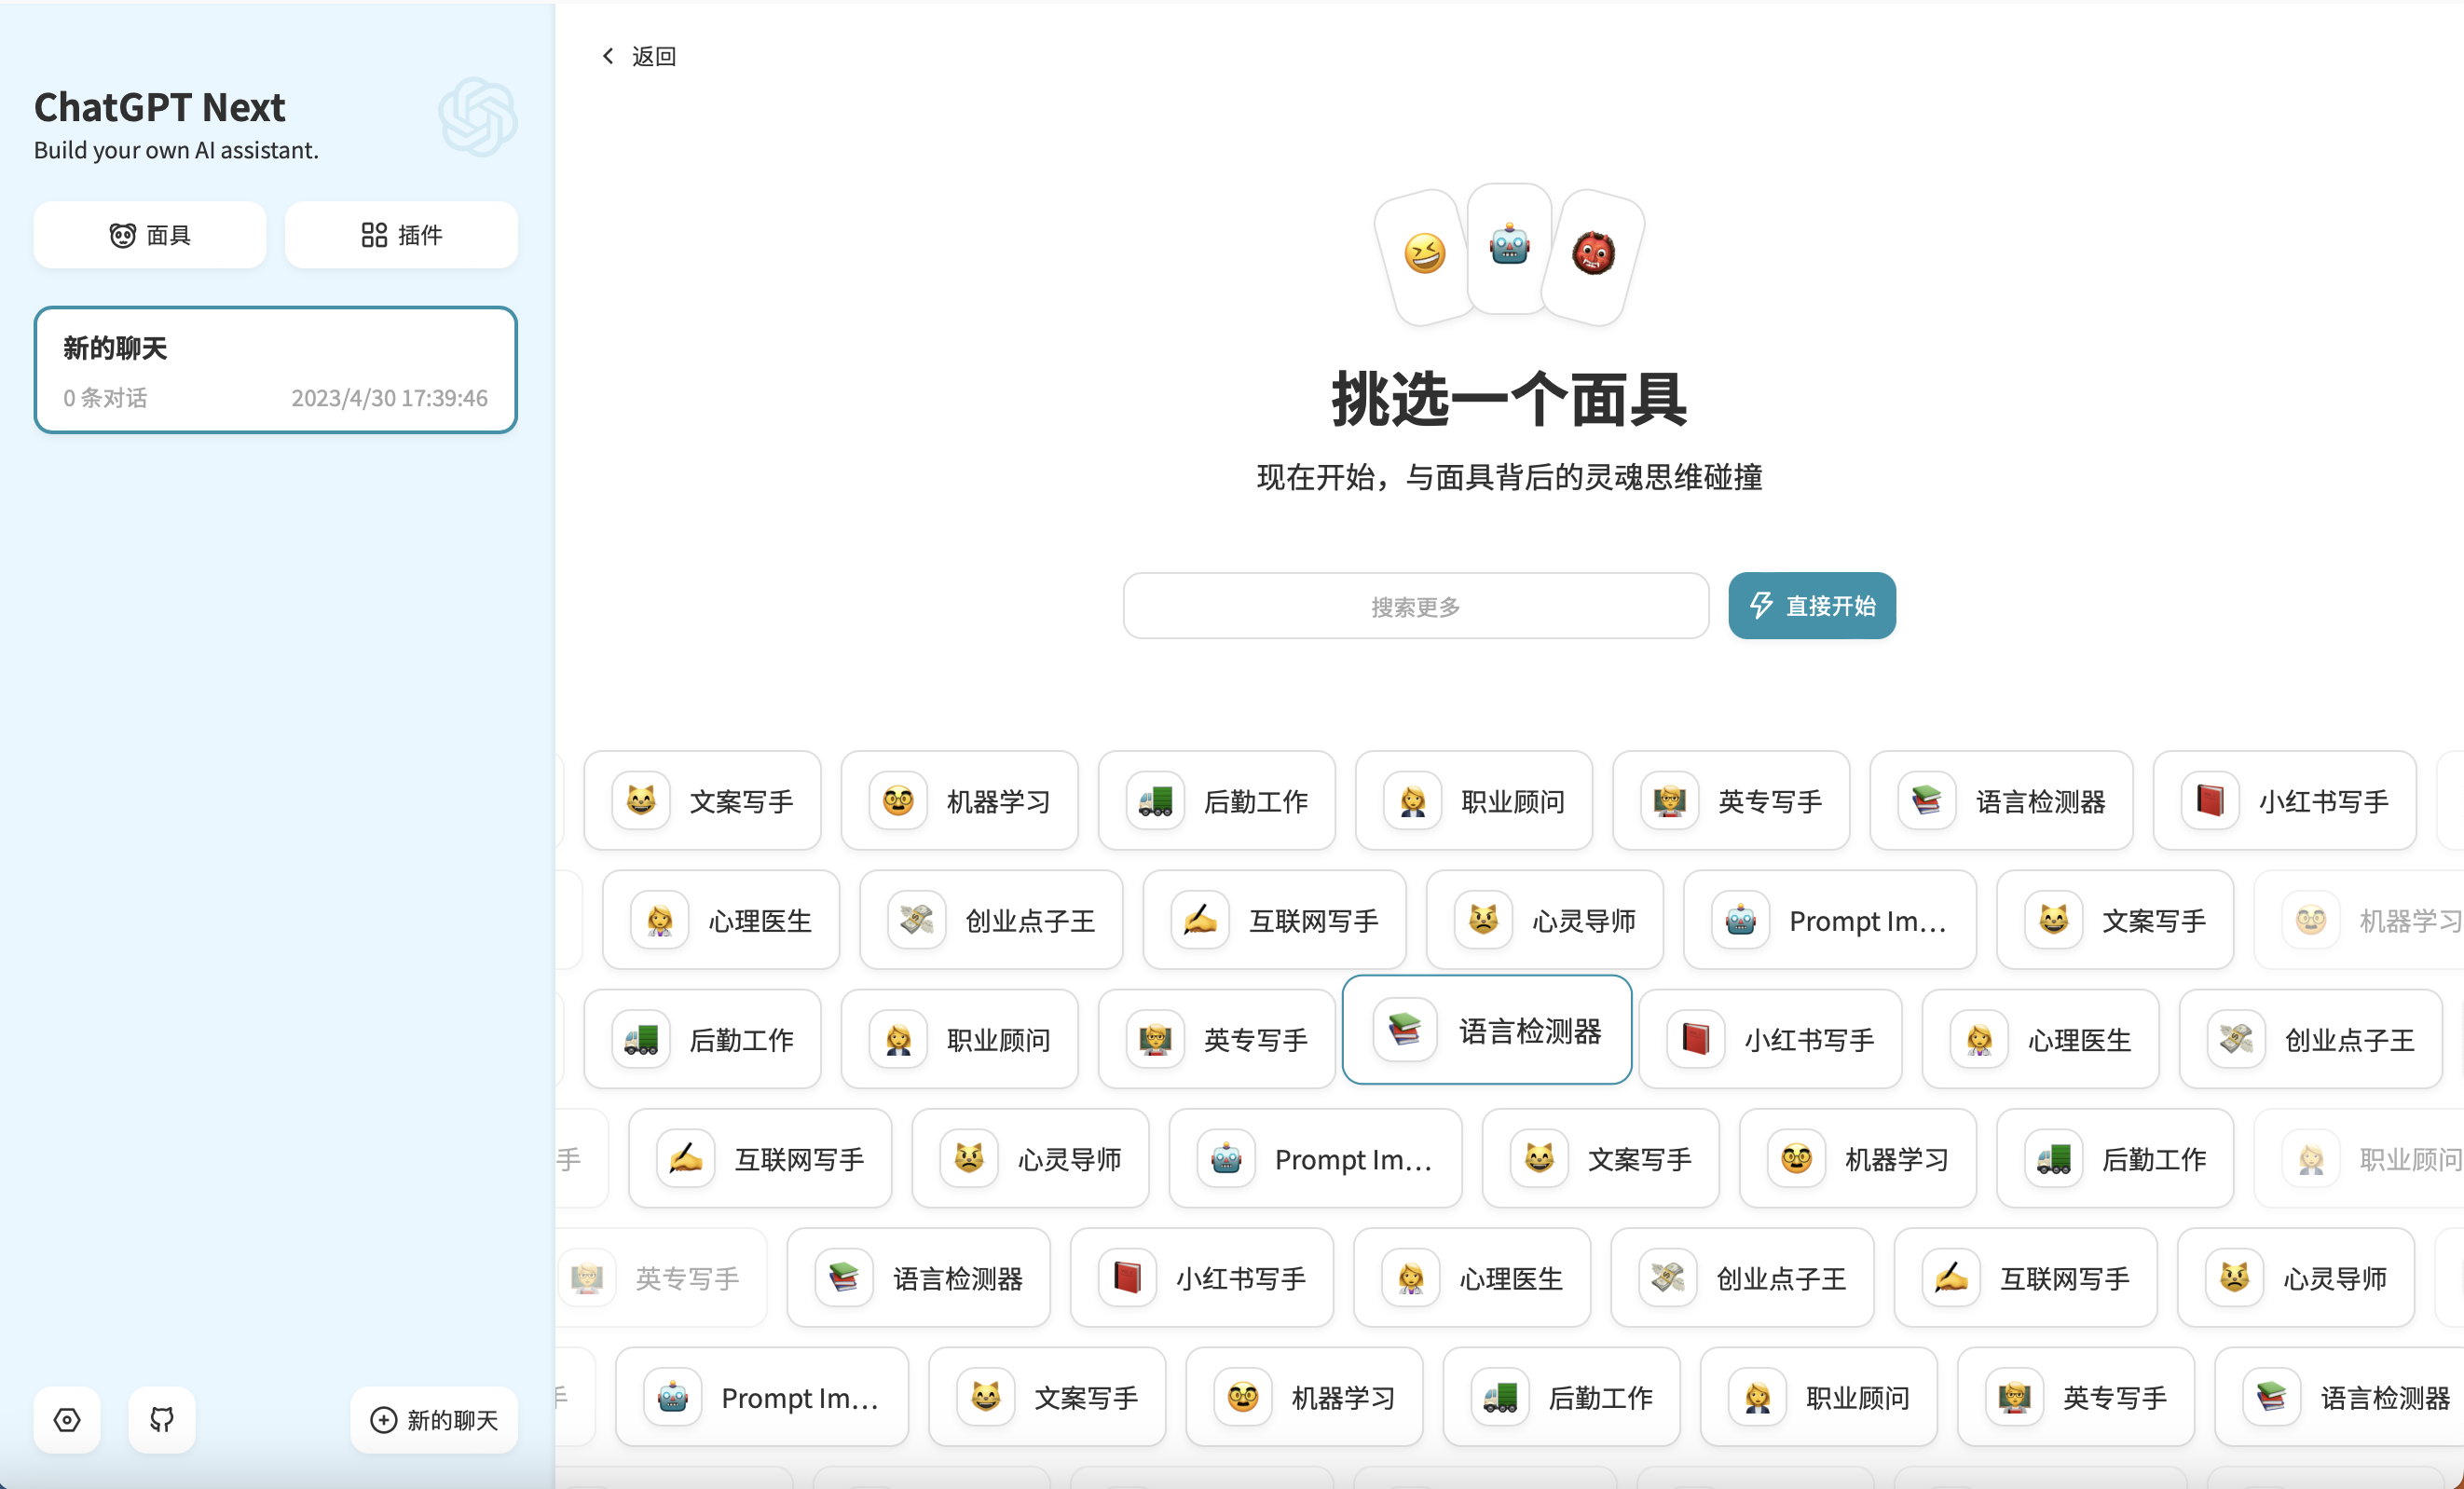 返回
ChatGPT Next
Build your own AI assistant.
面具
插件
新的聊天
0 条对话 2023/4/30 17:39:46
挑选一个面具
现在开始，与面具背后的灵魂思维碰撞
搜索更多
直接开始
文案写手 机器学习 后勤工作 职业顾问 英专写手 语言检测器 小红书写手
心理医生 创业点子王 互联网写手 心灵导师 Prompt Im... 文案写手 机器学习
后勤工作 职业顾问 英专写手 语言检测器 小红书写手 心理医生 创业点子王
手 互联网写手 心灵导师 Prompt Im... 文案写手 机器学习 后勤工作 职业顾问
英专写手 语言检测器 小红书写手 心理医生 创业点子王 互联网写手 心灵导师
Prompt Im... 文案写手 机器学习 后勤工作 职业顾问 英专写手 语言检测器
新的聊天